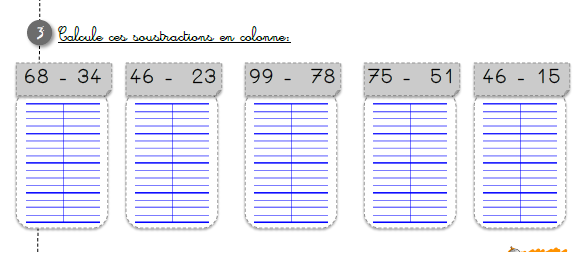 3 Calcule ces soustractions en colonne:
68 - 34 46 - 23 99 - 78 75 - 51 46 - 15